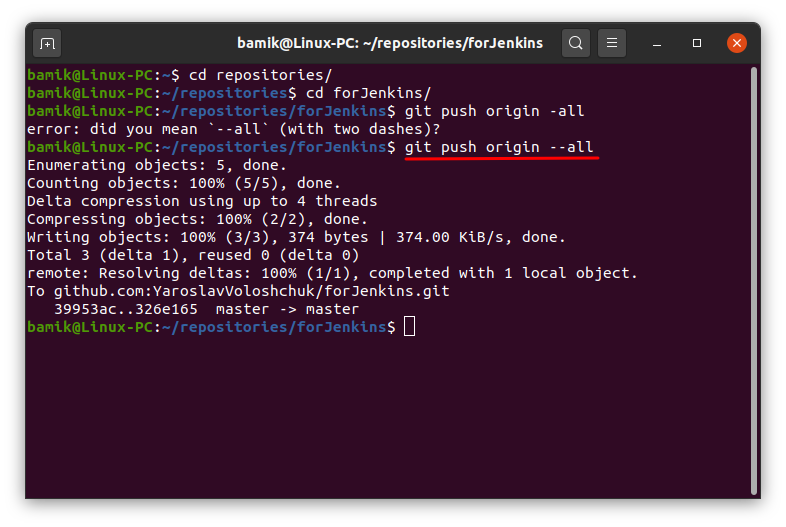 bamik@Linux-PC: ~/repositories/forJenkins
bamik@Linux-PC:~$ cd repositories/
bamik@Linux-PC:~/repositories$ cd forJenkins/
bamik@Linux-PC:~/repositories/forJenkins$ git push origin -all
error: did you mean `--all` (with two dashes)?
bamik@Linux-PC:~/repositories/forJenkins$ git push origin --all
Enumerating objects: 5, done.
Counting objects: 100% (5/5), done.
Delta compression using up to 4 threads
Compressing objects: 100% (2/2), done.
Writing objects: 100% (3/3), 374 bytes | 374.00 KiB/s, done.
Total 3 (delta 1), reused 0 (delta 0)
remote: Resolving deltas: 100% (1/1), completed with 1 local object.
To github.com:YaroslavVoloshchuk/forJenkins.git
   39953ac..326e165  master -> master
bamik@Linux-PC:~/repositories/forJenkins$